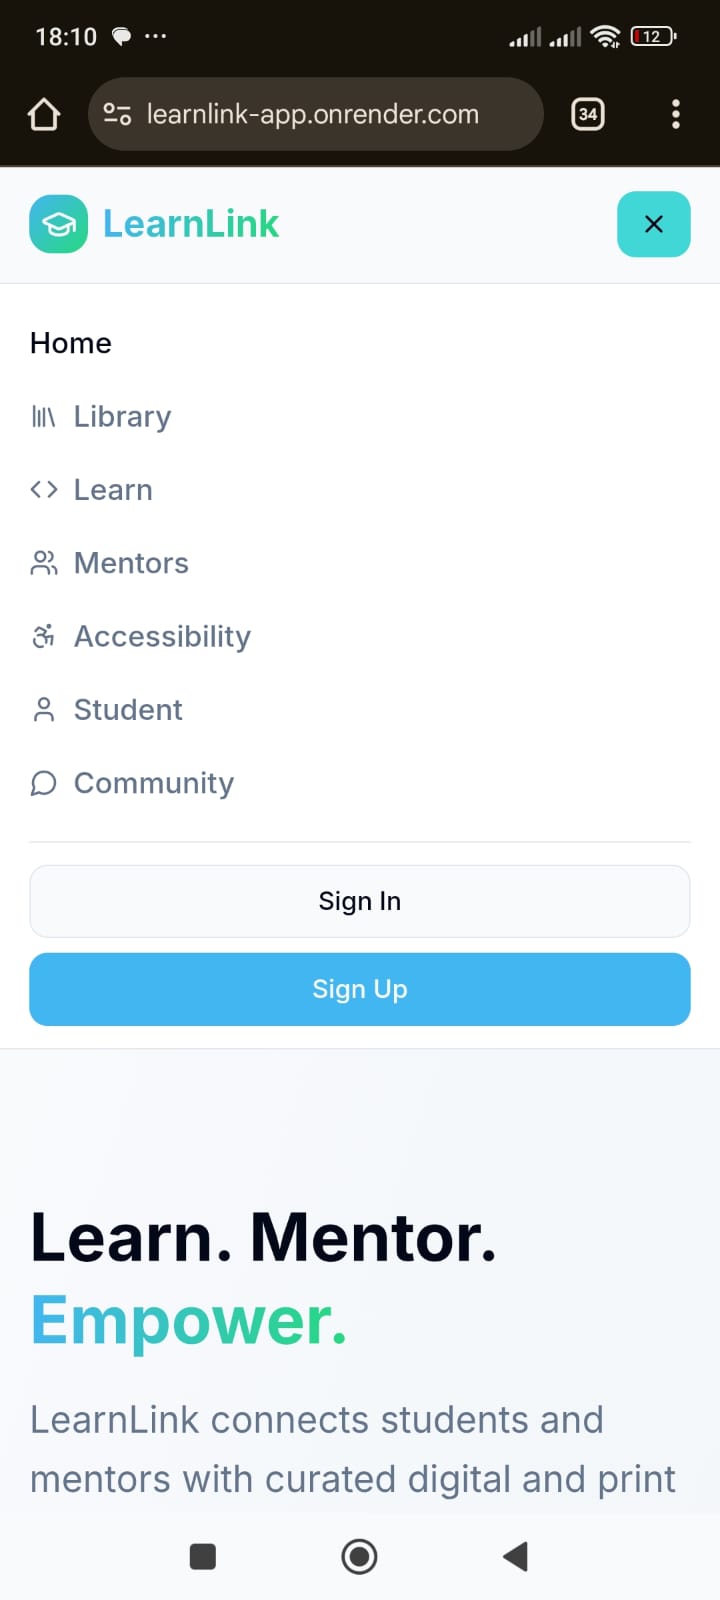 18:10
12
learnlink-app.onrender.com
34
LearnLink
Home
Library
Learn
Mentors
Accessibility
Student
Community
Sign In
Sign Up
Learn. Mentor.
Empower.
LearnLink connects students and
mentors with curated digital and print